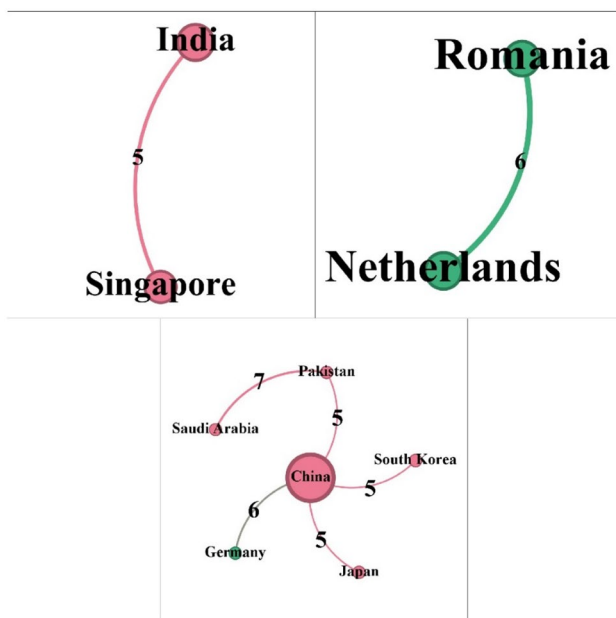 India
5
Singapore
Romania
6
Netherlands
Pakistan
7
5
Saudi Arabia
South Korea
China
5
6
5
Germany
Japan